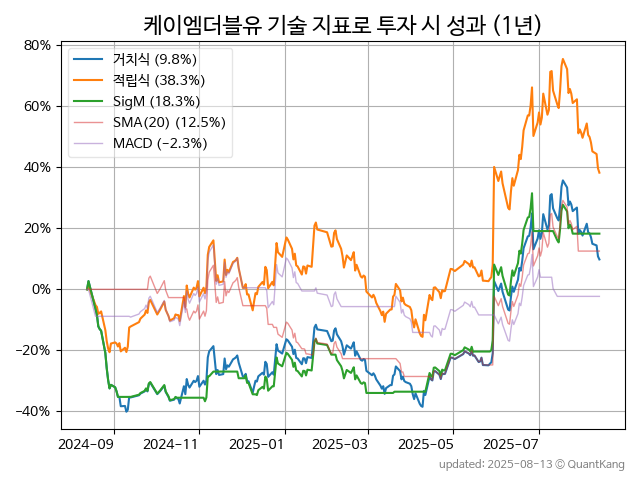 케이엠더블유 기술 지표로 투자 시 성과 (1년)
80%
60%
40%
20%
0%
−20%
−40%
거치식 (9.8%)
적립식 (38.3%)
SigM (18.3%)
SMA(20) (12.5%)
MACD (−2.3%)
2024-09
2024-11
2025-01
2025-03
2025-05
2025-07
updated: 2025-08-13 © QuantKang